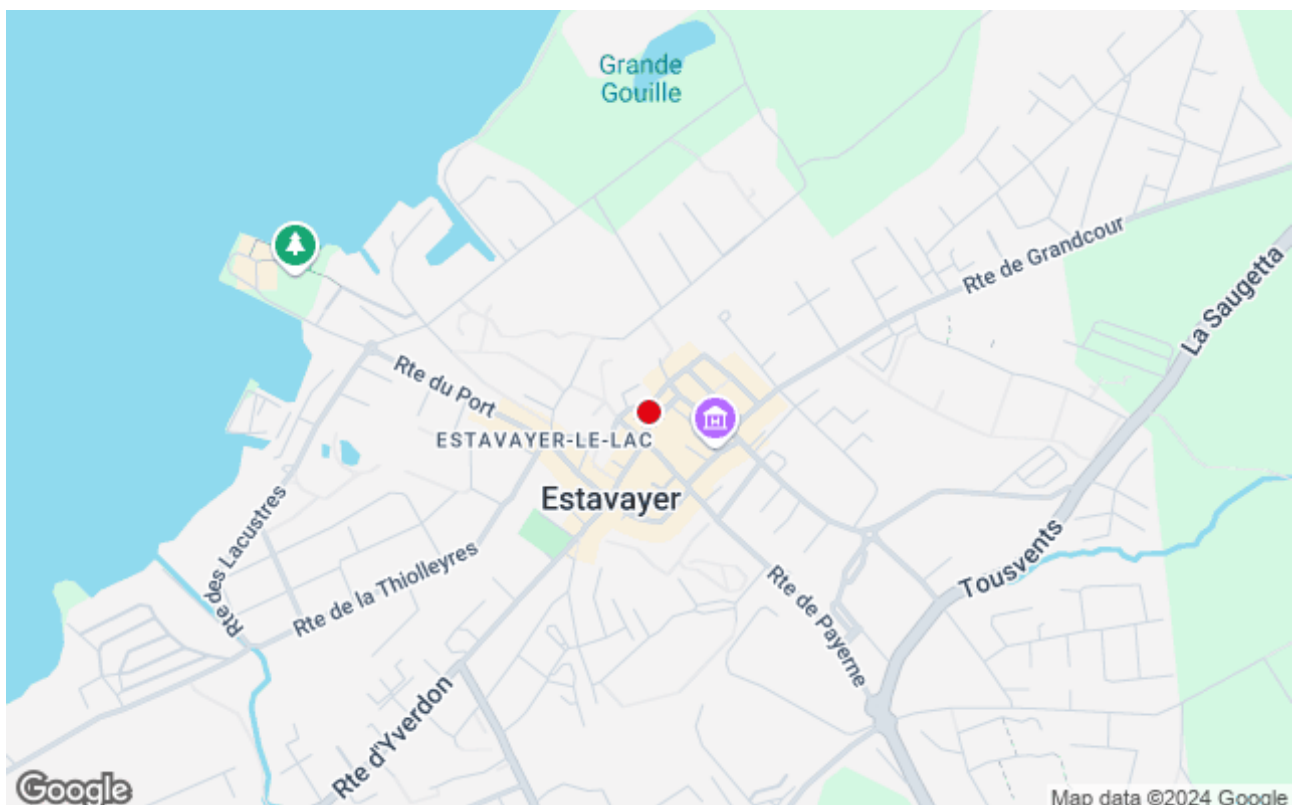 Grande
Gouille
Rte de Grandcour
La Saugetta
Rte du Port
ESTAVAYER-LE-LAC
Estavayer
Rte des Lacustres
Rte de la Thiolleyres
Tousvents
Rte de Payerne
Rte d'Yverdon
Google
Map data ©2024 Google